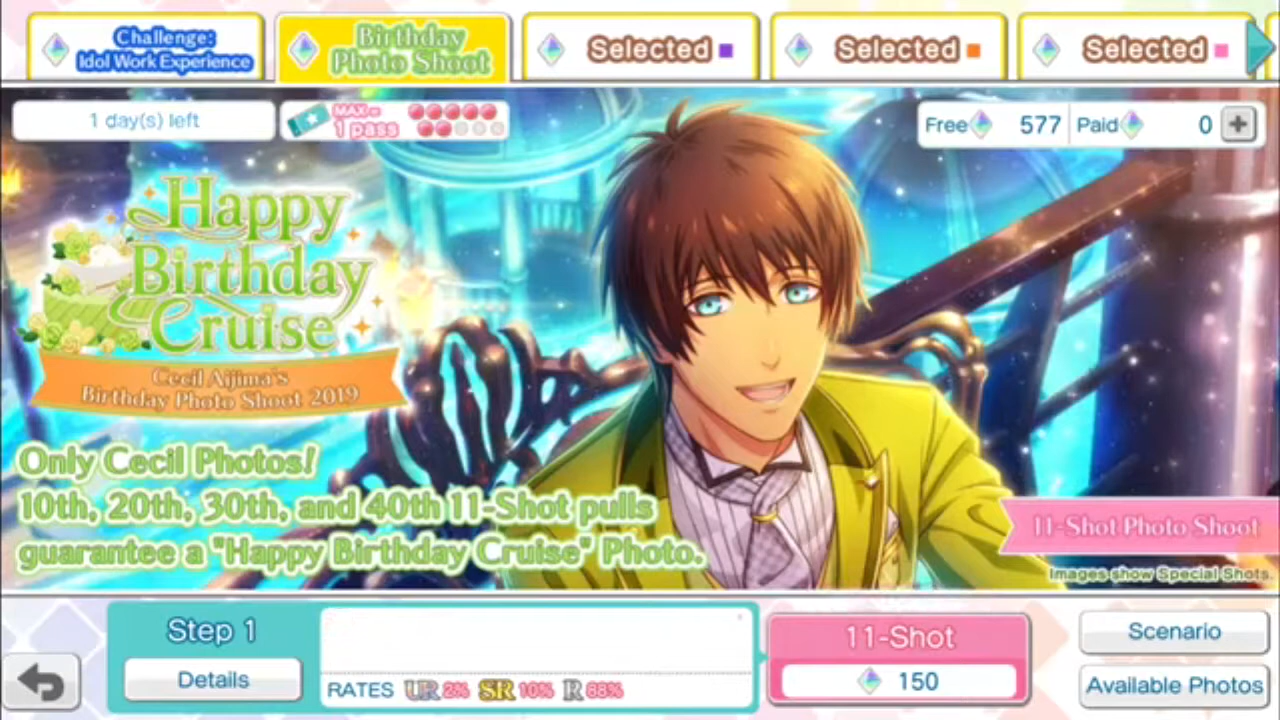 Challenge:
Idol Work Experience
Birthday
Photo Shoot
Selected
Selected
Selected
1 day(s) left
MAX=
1 pass
Free 577
Paid 0
Happy
Birthday
Cruise
Cecil Aijima's
Birthday Photo Shoot 2019
Only Cecil Photos!
10th, 20th, 30th, and 40th 11-Shot pulls
guarantee a "Happy Birthday Cruise" Photo.
11-Shot Photo Shoot
Images show Special Shots.
Step 1
Details
RATES UR 2% SR 10% R 88%
11-Shot
150
Scenario
Available Photos